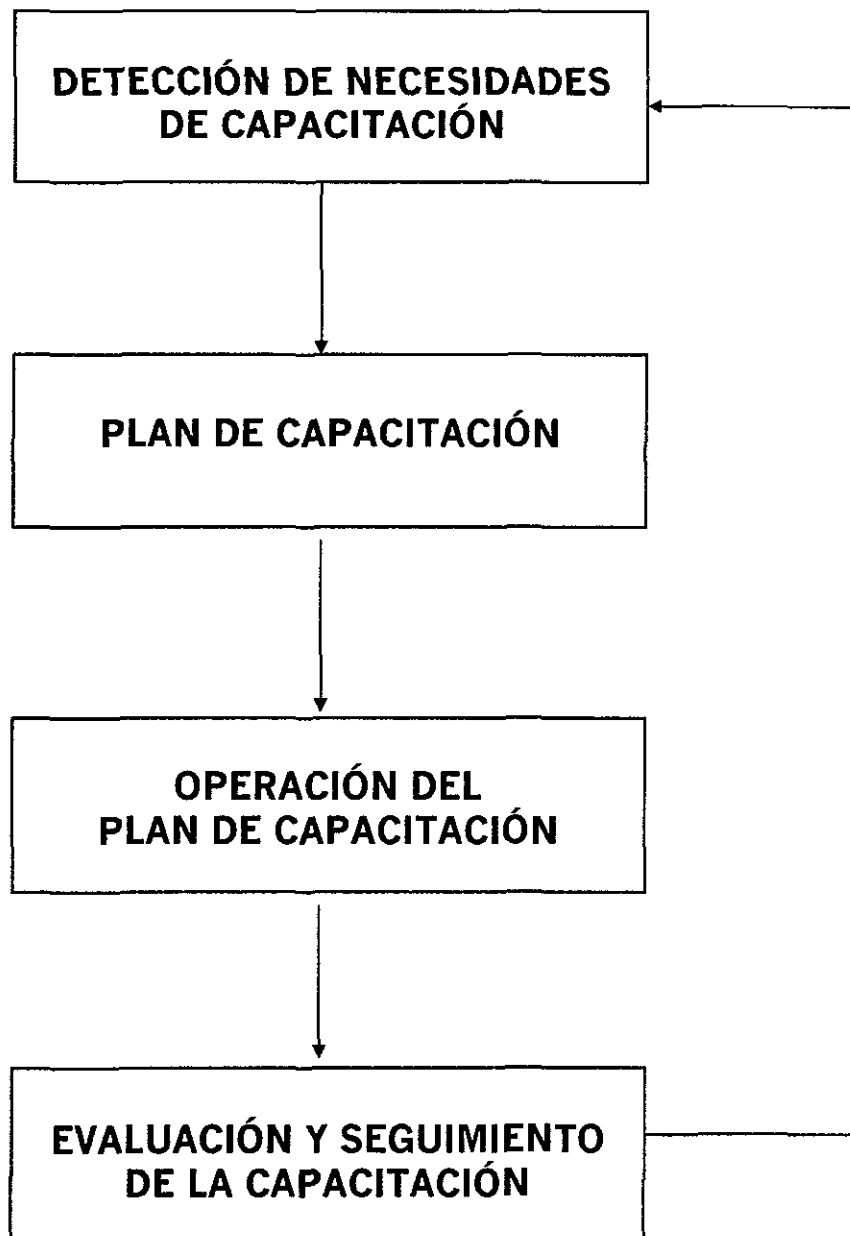 DETECCIÓN DE NECESIDADES
DE CAPACITACIÓN
PLAN DE CAPACITACIÓN
OPERACIÓN DEL
PLAN DE CAPACITACIÓN
EVALUACIÓN Y SEGUIMIENTO
DE LA CAPACITACIÓN